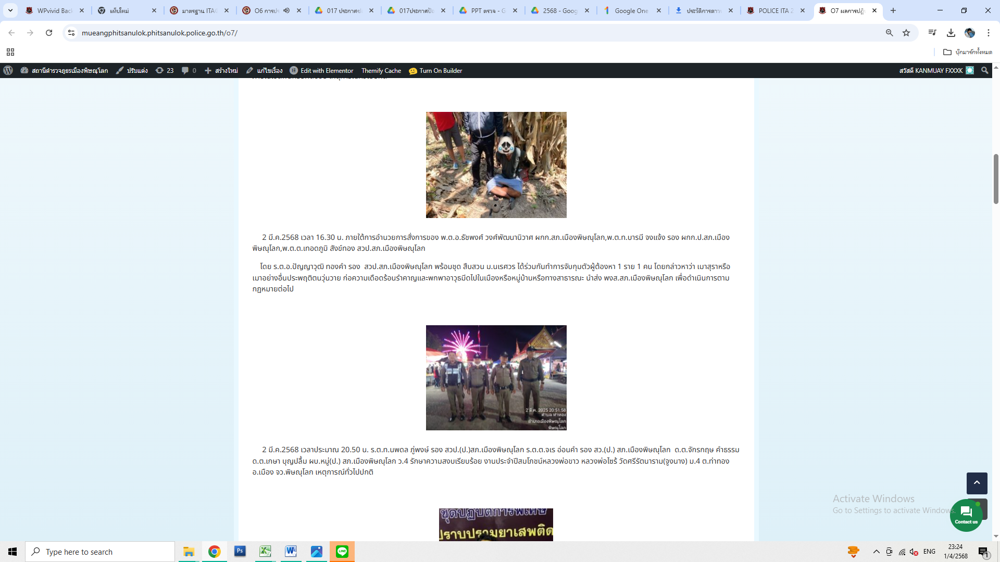 WPvivid Back
แท็บใหม่
มาตรฐาน ITA
O6 การปร
017 ประกาศช
017ประกาศป้อ
PPT ตรวจ - G
2568 - Goog
Google One
ประวัติการดาวน
POLICE ITA 2
O7 ผลการปฏิ
mueangphitsanulok.phitsanulok.police.go.th/o7/
บุ๊กมาร์กทั้งหมด
สถานีตำรวจภูธรเมืองพิษณุโลก ปรับแต่ง 23 0 สร้างใหม่ แก้ไขเรื่อง Edit with Elementor Themify Cache Turn On Builder สวัสดี KANMUAY FXXXK
2 มี.ค.2568 เวลา 16.30 น. ภายใต้การอำนวยการสั่งการของ พ.ต.อ.ธัชพงศ์ วงศ์พัฒนานิวาศ ผกก.สภ.เมืองพิษณุโลก,พ.ต.ท.บารมี จงแจ้ง รอง ผกก.ป.สภ.เมือง
พิษณุโลก,พ.ต.ต.เทอดภูมิ สังข์ทอง สวป.สภ.เมืองพิษณุโลก
โดย ร.ต.อ.ปัญญาวุฒิ ทองคำ รอง สวป.สภ.เมืองพิษณุโลก พร้อมชุด สืบสวน ม.นเรศวร ได้ร่วมกันทำการจับกุมตัวผู้ต้องหา 1 ราย 1 คน โดยกล่าวหาว่า เมาสุราหรือ
เมาอย่างอื่นประพฤติตนวุ่นวาย ก่อความเดือดร้อนรำคาญและพกพาอาวุธมีดไปในเมืองหรือหมู่บ้านหรือทางสาธารณะ นำส่ง พงส.สภ.เมืองพิษณุโลก เพื่อดำเนินการตาม
กฎหมายต่อไป
2 มี.ค. 2025 20:51:58
ตำบล ท่าทอง
อำเภอเมืองพิษณุโลก
พิษณุโลก
2 มี.ค.2568 เวลาประมาณ 20.50 น. ร.ต.ท.นพดล ภู่พงษ์ รอง สวป.(ป.)สภ.เมืองพิษณุโลก ร.ต.ต.จเร อ่อนคำ รอง สว.(ป.) สภ.เมืองพิษณุโลก ด.ต.จักรกฤษ คำธรรม
ด.ต.เกษา บุญปลื้ม ผบ.หมู่(ป.) สภ.เมืองพิษณุโลก ว.4 รักษาความสงบเรียบร้อย งานประจำปีสมโภชน์หลวงพ่อขาว หลวงพ่อไซร้ วัดศรีรัตนาราม(จูงนาง) ม.4 ต.ท่าทอง
อ.เมือง จว.พิษณุโลก เหตุการณ์ทั่วไปปกติ
ชุดปฏิบัติการพิเศษ
ปราบปรามยาเสพติด
Activate Windows
Go to Settings to activate Windows.
Contact us
Type here to search
Ps
LINE
ENG
23:24
1/4/2568
1